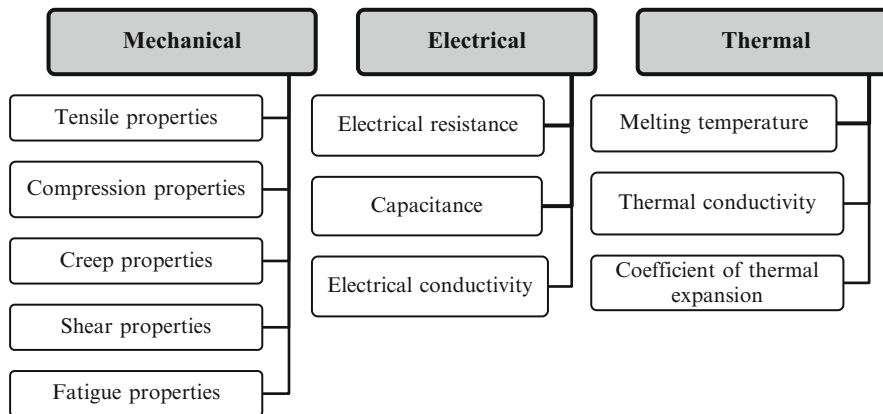 Mechanical
Tensile properties
Compression properties
Creep properties
Shear properties
Fatigue properties
Electrical
Electrical resistance
Capacitance
Electrical conductivity
Thermal
Melting temperature
Thermal conductivity
Coefficient of thermal
expansion